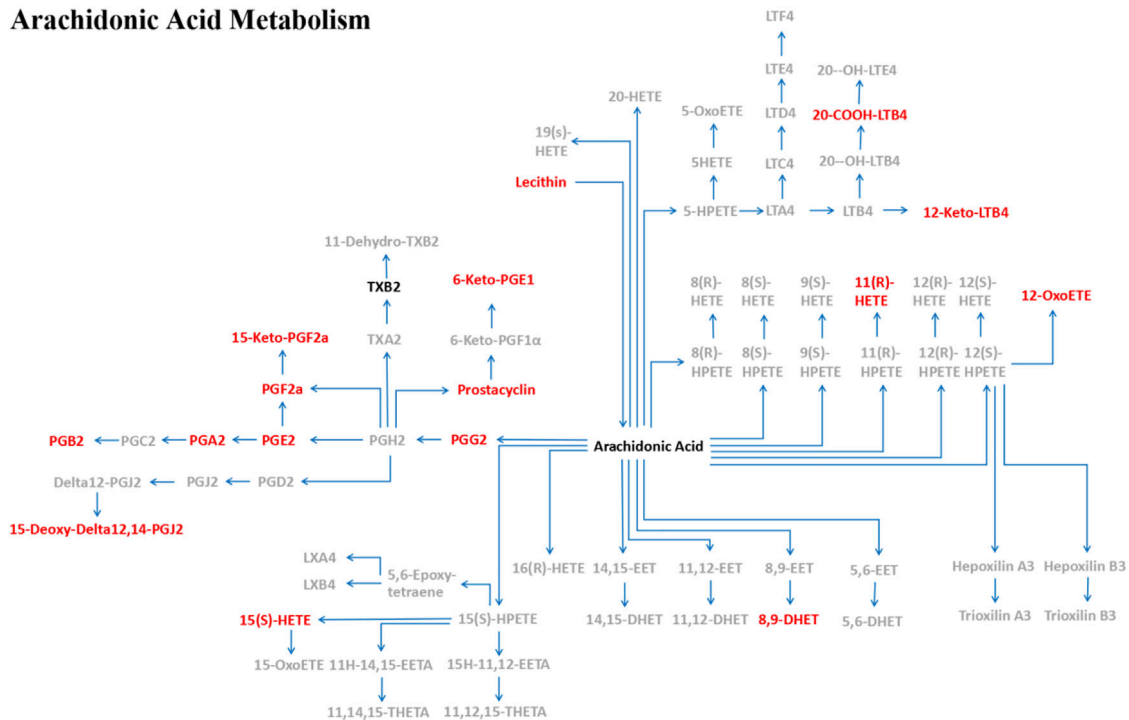 Arachidonic Acid Metabolism
LTF4
LTE4
20--OH-LTE4
20-HETE
5-OxoETE
LTD4
20-COOH-LTB4
19(s)-
HETE
5HETE
LTC4
20--OH-LTB4
Lecithin
5-HPETE
LTA4
LTB4
12-Keto-LTB4
11-Dehydro-TXB2
6-Keto-PGE1
TXB2
8(R)-
HETE
8(S)-
HETE
9(S)-
HETE
11(R)-
HETE
12(R)-
HETE
12(S)-
HETE
12-OxoETE
15-Keto-PGF2a
TXA2
6-Keto-PGF1α
8(R)-
HPETE
8(S)-
HPETE
9(S)-
HPETE
11(R)-
HPETE
12(R)-
HPETE
12(S)-
HPETE
PGF2a
Prostacyclin
PGB2
PGC2
PGA2
PGE2
PGH2
PGG2
Arachidonic Acid
Delta12-PGJ2
PGJ2
PGD2
15-Deoxy-Delta12,14-PGJ2
LXA4
LXB4
5,6-Epoxy-
tetraene
16(R)-HETE
14,15-EET
11,12-EET
8,9-EET
5,6-EET
Hepoxilin A3
Hepoxilin B3
15(S)-HETE
15(S)-HPETE
14,15-DHET
11,12-DHET
8,9-DHET
5,6-DHET
Trioxilin A3
Trioxilin B3
15-OxoETE
11H-14,15-EETA
15H-11,12-EETA
11,14,15-THETA
11,12,15-THETA